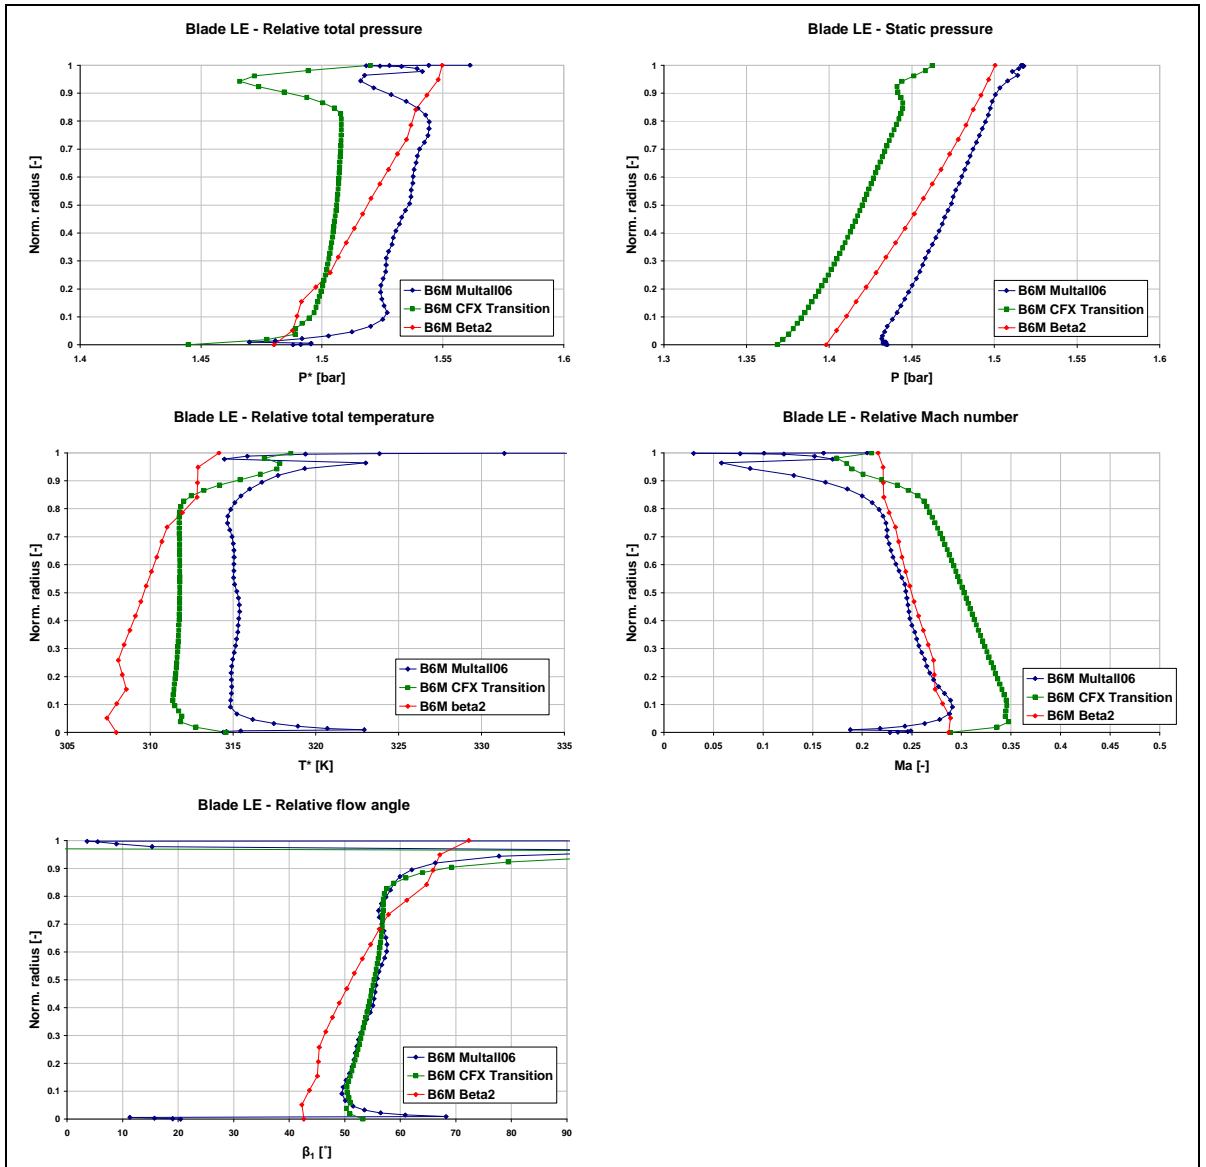 Blade LE - Relative total pressure
Norm. radius [-]
1
0.9
0.8
0.7
0.6
0.5
0.4
0.3
0.2
0.1
0
B6M Multall06
B6M CFX Transition
B6M Beta2
1.4 1.45 1.5 1.55 1.6
P* [bar]
Blade LE - Static pressure
Norm. radius [-]
1
0.9
0.8
0.7
0.6
0.5
0.4
0.3
0.2
0.1
0
B6M Multall06
B6M CFX Transition
B6M Beta2
1.3 1.35 1.4 1.45 1.5 1.55 1.6
P [bar]
Blade LE - Relative total temperature
Norm. radius [-]
1
0.9
0.8
0.7
0.6
0.5
0.4
0.3
0.2
0.1
0
B6M Multall06
B6M CFX Transition
B6M beta2
305 310 315 320 325 330 335
T* [K]
Blade LE - Relative Mach number
Norm. radius [-]
1
0.9
0.8
0.7
0.6
0.5
0.4
0.3
0.2
0.1
0
B6M Multall06
B6M CFX Transition
B6M Beta2
0 0.05 0.1 0.15 0.2 0.25 0.3 0.35 0.4 0.45 0.5
Ma [-]
Blade LE - Relative flow angle
Norm. radius [-]
1
0.9
0.8
0.7
0.6
0.5
0.4
0.3
0.2
0.1
0
B6M Multall06
B6M CFX Transition
B6M Beta2
0 10 20 30 40 50 60 70 80 90
β₁ [°]